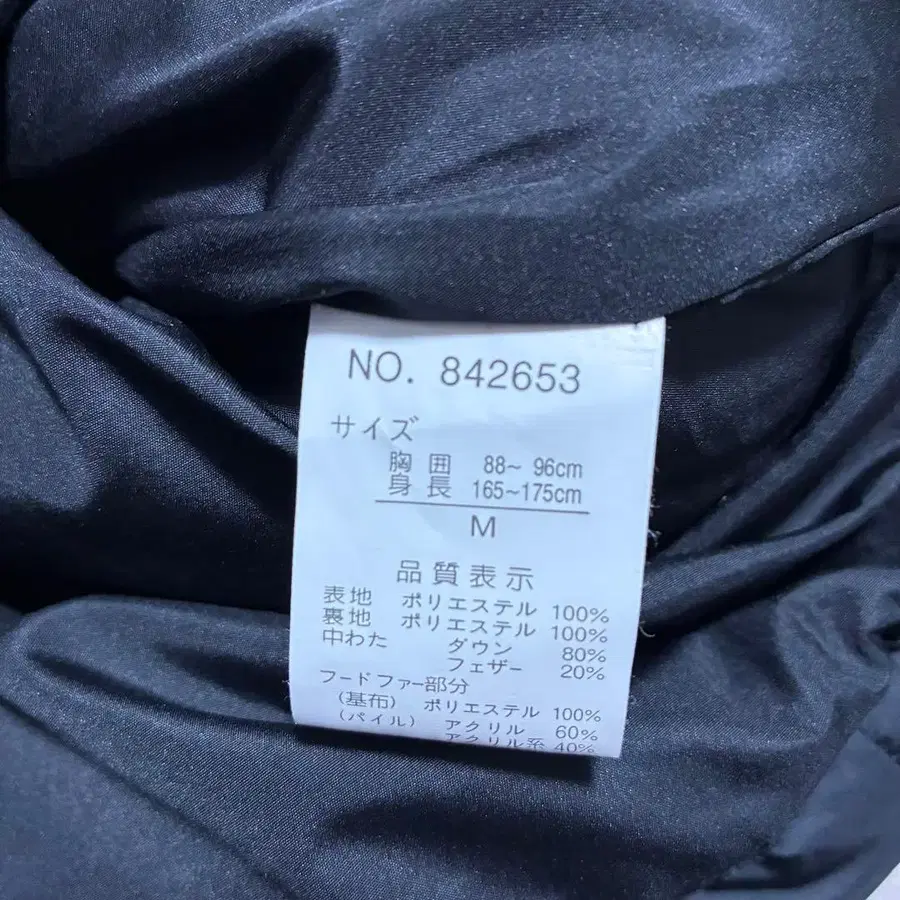 NO. 842653
サイズ
胸囲 88~ 96cm
身長 165~175cm
M
品質表示
表地 ポリエステル 100%
裏地 ポリエステル 100%
中わた ダウン 80%
フェザー 20%
フードファー部分
(基布) ポリエステル 100%
(パイル) アクリル 60%
アクリル系 40%